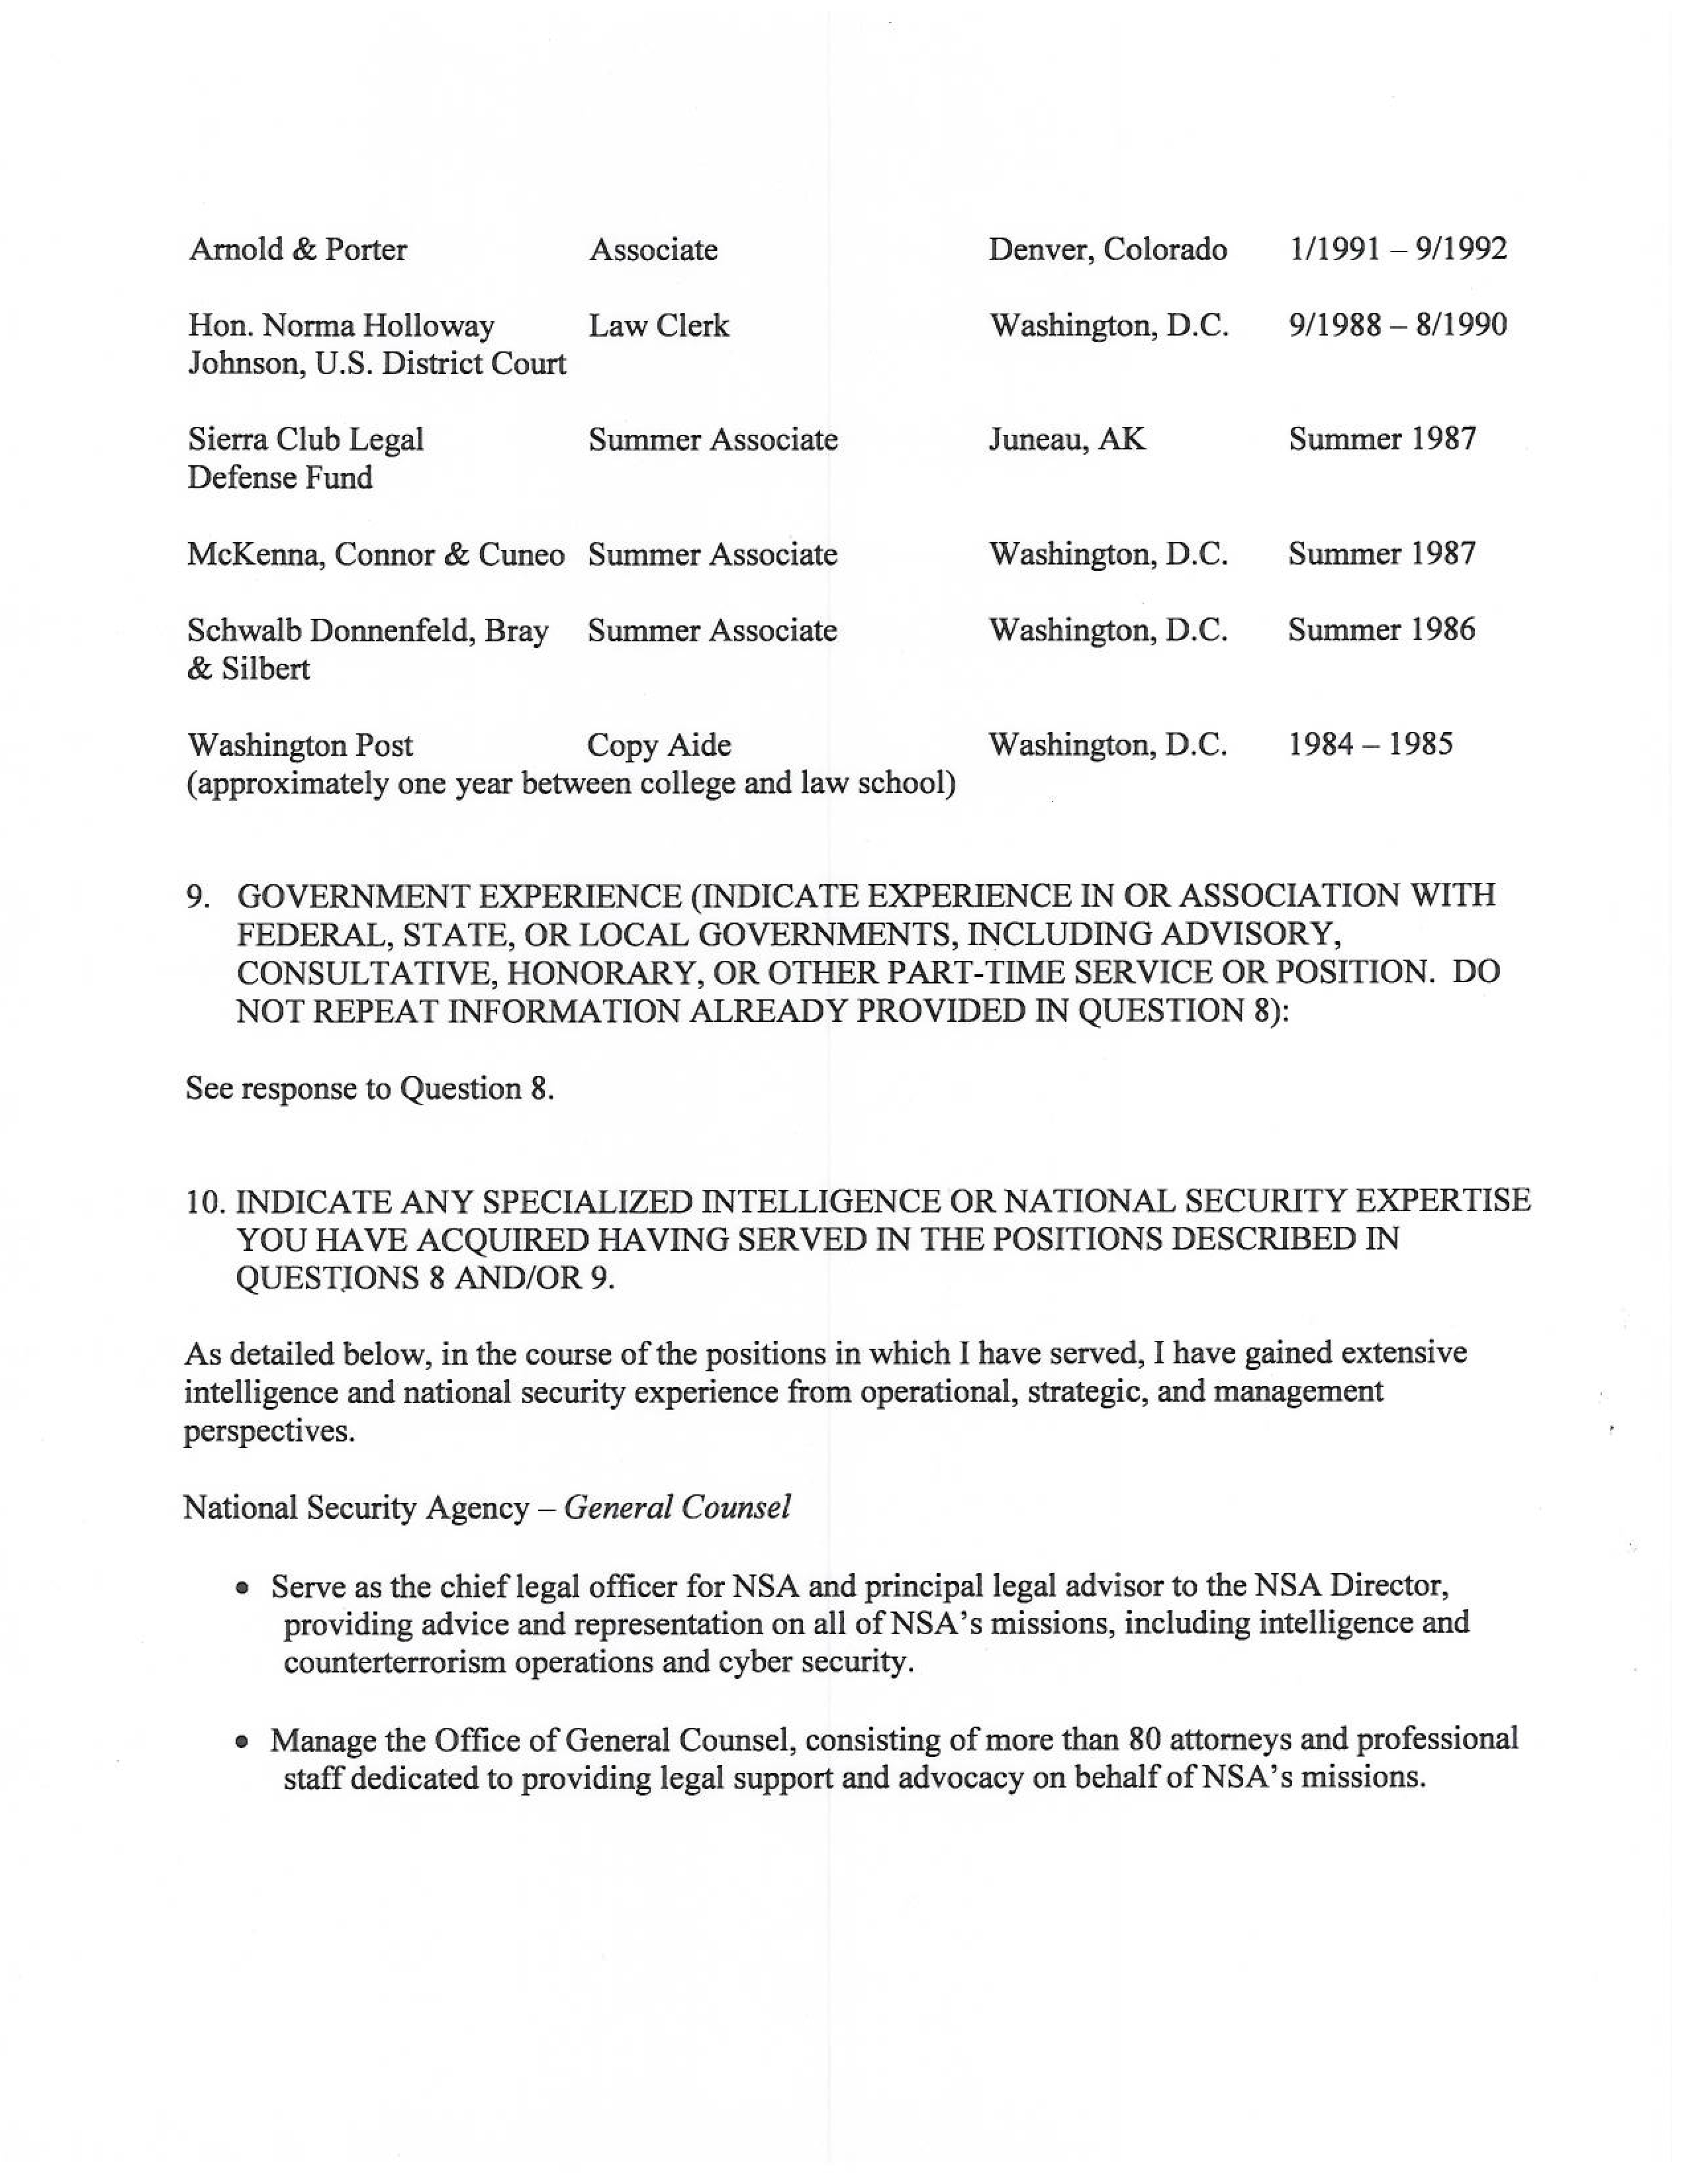 Arnold & Porter Associate Denver, Colorado 1/1991 – 9/1992
Hon. Norma Holloway Law Clerk Washington, D.C. 9/1988 – 8/1990
Johnson, U.S. District Court
Sierra Club Legal Summer Associate Juneau, AK Summer 1987
Defense Fund
McKenna, Connor & Cuneo Summer Associate Washington, D.C. Summer 1987
Schwalb Donnenfeld, Bray Summer Associate Washington, D.C. Summer 1986
& Silbert
Washington Post Copy Aide Washington, D.C. 1984 – 1985
(approximately one year between college and law school)
9. GOVERNMENT EXPERIENCE (INDICATE EXPERIENCE IN OR ASSOCIATION WITH
FEDERAL, STATE, OR LOCAL GOVERNMENTS, INCLUDING ADVISORY,
CONSULTATIVE, HONORARY, OR OTHER PART-TIME SERVICE OR POSITION. DO
NOT REPEAT INFORMATION ALREADY PROVIDED IN QUESTION 8):
See response to Question 8.
10. INDICATE ANY SPECIALIZED INTELLIGENCE OR NATIONAL SECURITY EXPERTISE
YOU HAVE ACQUIRED HAVING SERVED IN THE POSITIONS DESCRIBED IN
QUESTIONS 8 AND/OR 9.
As detailed below, in the course of the positions in which I have served, I have gained extensive
intelligence and national security experience from operational, strategic, and management
perspectives.
National Security Agency – General Counsel
• Serve as the chief legal officer for NSA and principal legal advisor to the NSA Director,
providing advice and representation on all of NSA's missions, including intelligence and
counterterrorism operations and cyber security.
• Manage the Office of General Counsel, consisting of more than 80 attorneys and professional
staff dedicated to providing legal support and advocacy on behalf of NSA's missions.